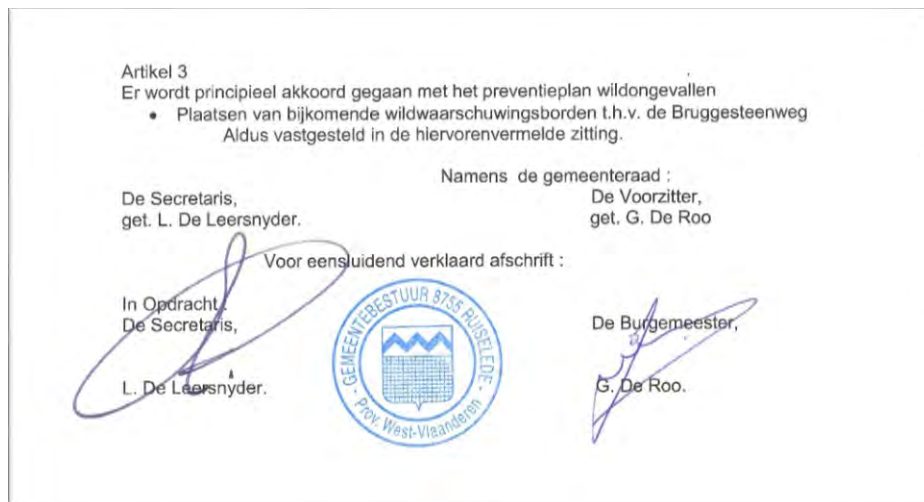 Artikel 3
Er wordt principieel akkoord gegaan met het preventieplan wildongevallen
• Plaatsen van bijkomende wildwaarschuwingsborden t.h.v. de Bruggesteenweg
Aldus vastgesteld in de hiervorenvermelde zitting.
Namens de gemeenteraad :
De Secretaris,
get. L. De Leersnyder.
De Voorzitter,
get. G. De Roo
Voor eensluidend verklaard afschrift :
In Opdracht:
De Secretaris,
L. De Leersnyder.
GEMEENTEBESTUUR 8755 RUISELEDE
- Prov. West-Vlaanderen -
De Burgemeester,
G. De Roo.